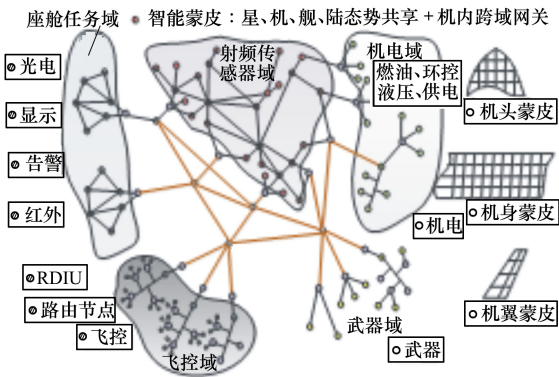 座舱任务域
智能蒙皮：星、机、舰、陆态势共享+机内跨域网关
光电
显示
告警
红外
射频传
感器域
机电域
燃油、环控
液压、供电
机头蒙皮
机身蒙皮
机电
机翼蒙皮
RDIU
路由节点
飞控
飞控域
武器域
武器